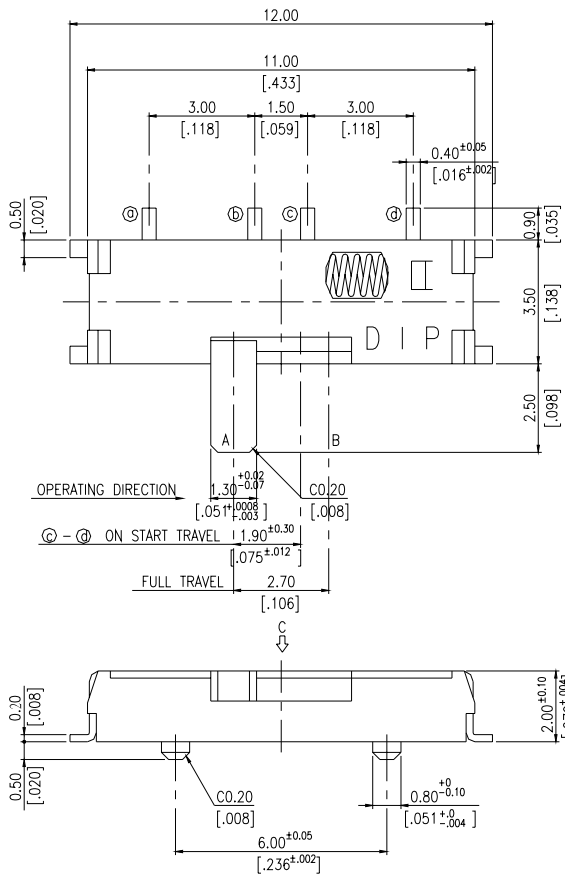 12.00
11.00
[.433]
3.00 1.50 3.00
[.118] [.059] [.118]
0.40±0.05
[.016±.002]
0.50
[.020]
ⓐ ⓑ ⓒ ⓓ
0.90
[.035]
3.50
[.138]
D I P
2.50
[.098]
A B
OPERATING DIRECTION
1.30+0.02-0.07
[.051+.0008-.003]
C0.20
[.008]
ⓒ - ⓓ ON START TRAVEL 1.90±0.30
[.075±.012]
FULL TRAVEL 2.70
[.106]
C
0.20
[.008]
2.00±0.10
0.50
[.020]
C0.20
[.008]
0.80+0-0.10
[.051+.0-.004]
6.00±0.05
[.236±.002]